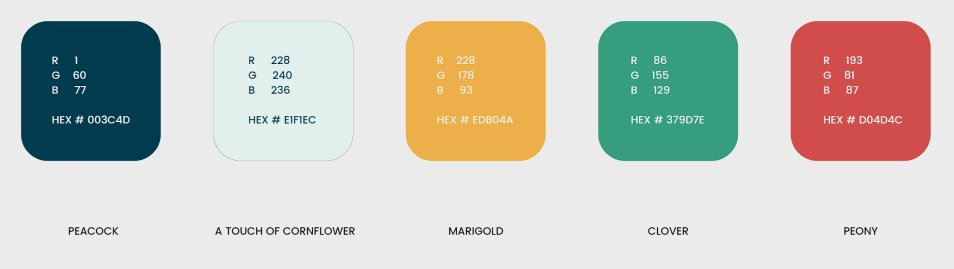 R 1
G 60
B 77
HEX # 003C4D
R 228
G 240
B 236
HEX # E1F1EC
R 228
G 178
B 93
HEX # EDB04A
R 86
G 155
B 129
HEX # 379D7E
R 193
G 81
B 87
HEX # D04D4C
PEACOCK
A TOUCH OF CORNFLOWER
MARIGOLD
CLOVER
PEONY